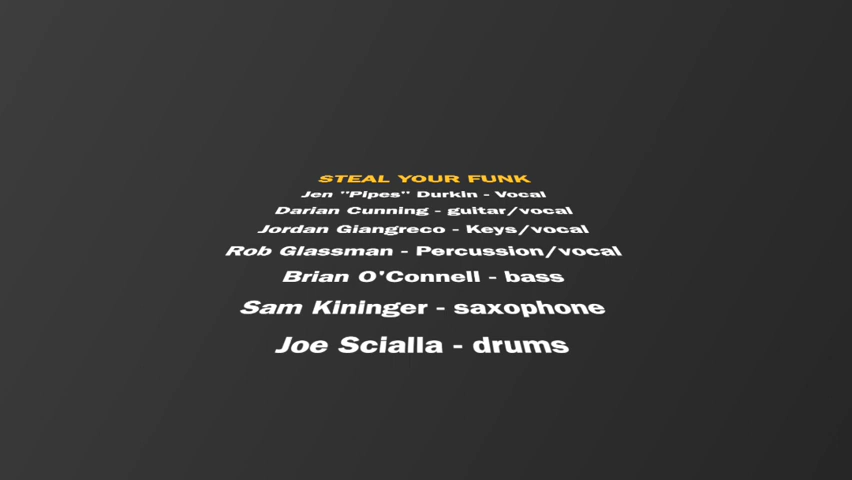 STEAL YOUR FUNK
Jen "Pipes" Durkin - Vocal
Darian Cunning - guitar/vocal
Jordan Giangreco - Keys/vocal
Rob Glassman - Percussion/vocal
Brian O'Connell - bass
Sam Kininger - saxophone
Joe Scialla - drums